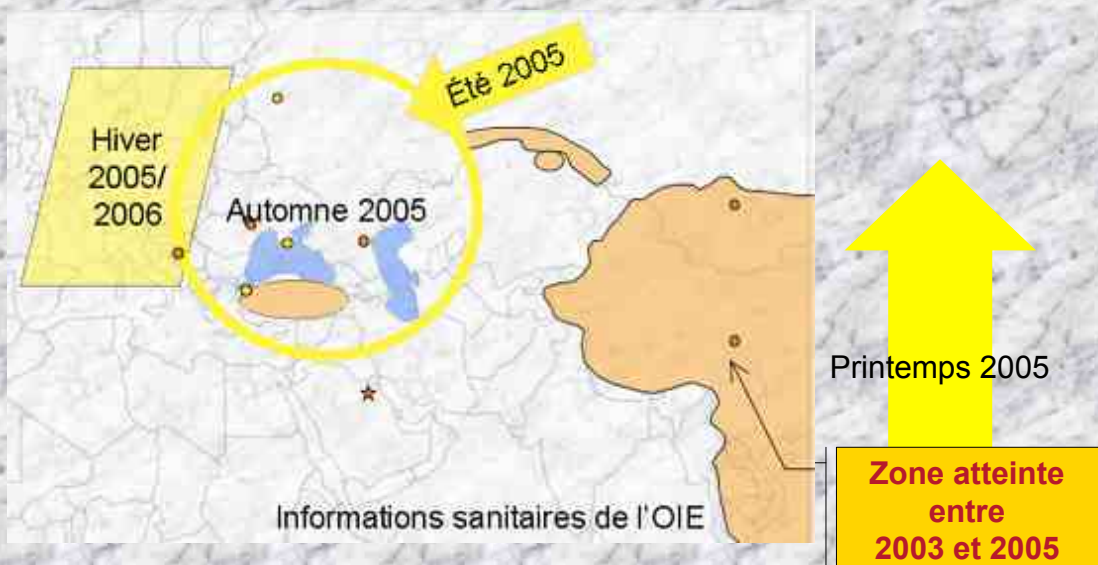 Été 2005
Hiver
2005/
2006
Automne 2005
Printemps 2005
Informations sanitaires de l'OIE
Zone atteinte
entre
2003 et 2005